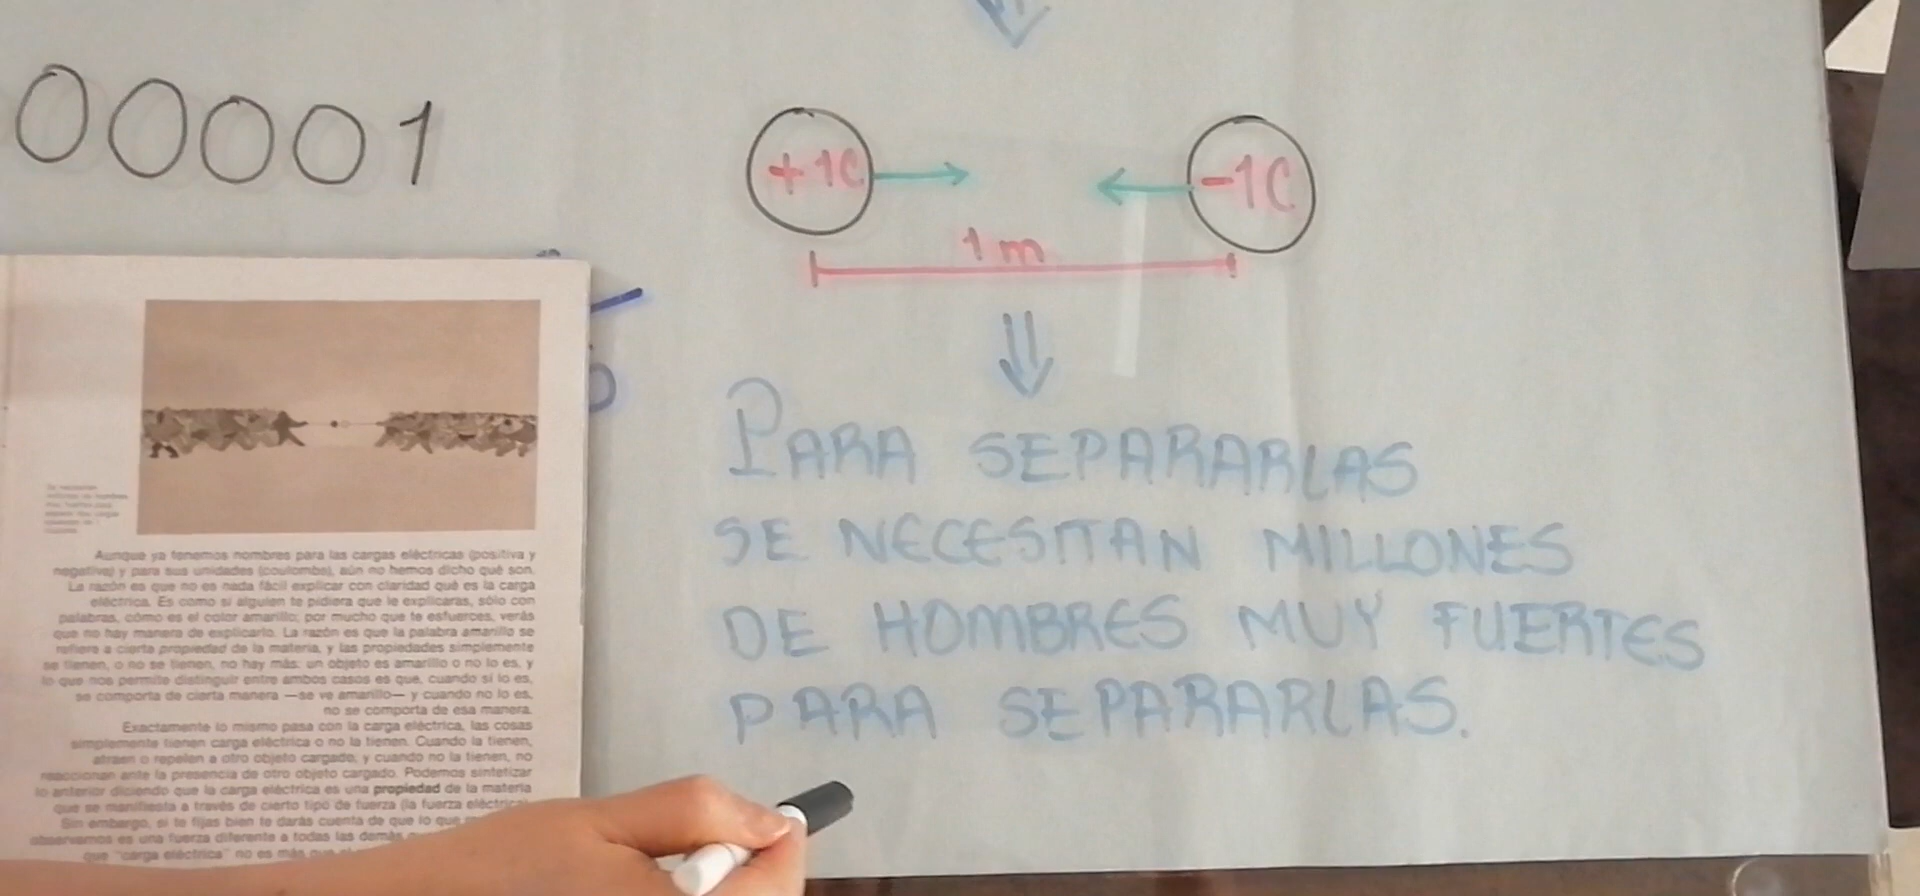 00001
+1C
-1C
1 m
PARA SEPARARLAS
SE NECESITAN MILLONES
DE HOMBRES MUY FUERTES
PARA SEPARARLAS.
Aunque ya tenemos nombres para las cargas eléctricas (positiva y
negativa) y para sus unidades (coulombs), aún no hemos dicho qué son.
La razón es que no es nada fácil explicar con claridad qué es la carga
eléctrica. Es como si alguien te pidiera que le explicaras, sólo con
palabras, cómo es el color amarillo; por mucho que te esfuerces, verás
que no hay manera de explicarlo. La razón es que la palabra amarillo se
refiere a cierta propiedad de la materia, y las propiedades simplemente
se tienen, o no se tienen, no hay más: un objeto es amarillo o no lo es, y
lo que nos permite distinguir entre ambos casos es que, cuando sí lo es,
se comporta de cierta manera —se ve amarillo— y cuando no lo es,
no se comporta de esa manera.
Exactamente lo mismo pasa con la carga eléctrica, las cosas
simplemente tienen carga eléctrica o no la tienen. Cuando la tienen,
atraen o repelen a otro objeto cargado, y cuando no la tienen, no
reaccionan ante la presencia de otro objeto cargado. Podemos sintetizar
lo anterior diciendo que la carga eléctrica es una propiedad de la materia
que se manifiesta a través de cierto tipo de fuerza (la fuerza eléctrica).
Sin embargo, si te fijas bien te darás cuenta de que lo que
observamos es una fuerza diferente a todas las demás
que "carga eléctrica" no es más que